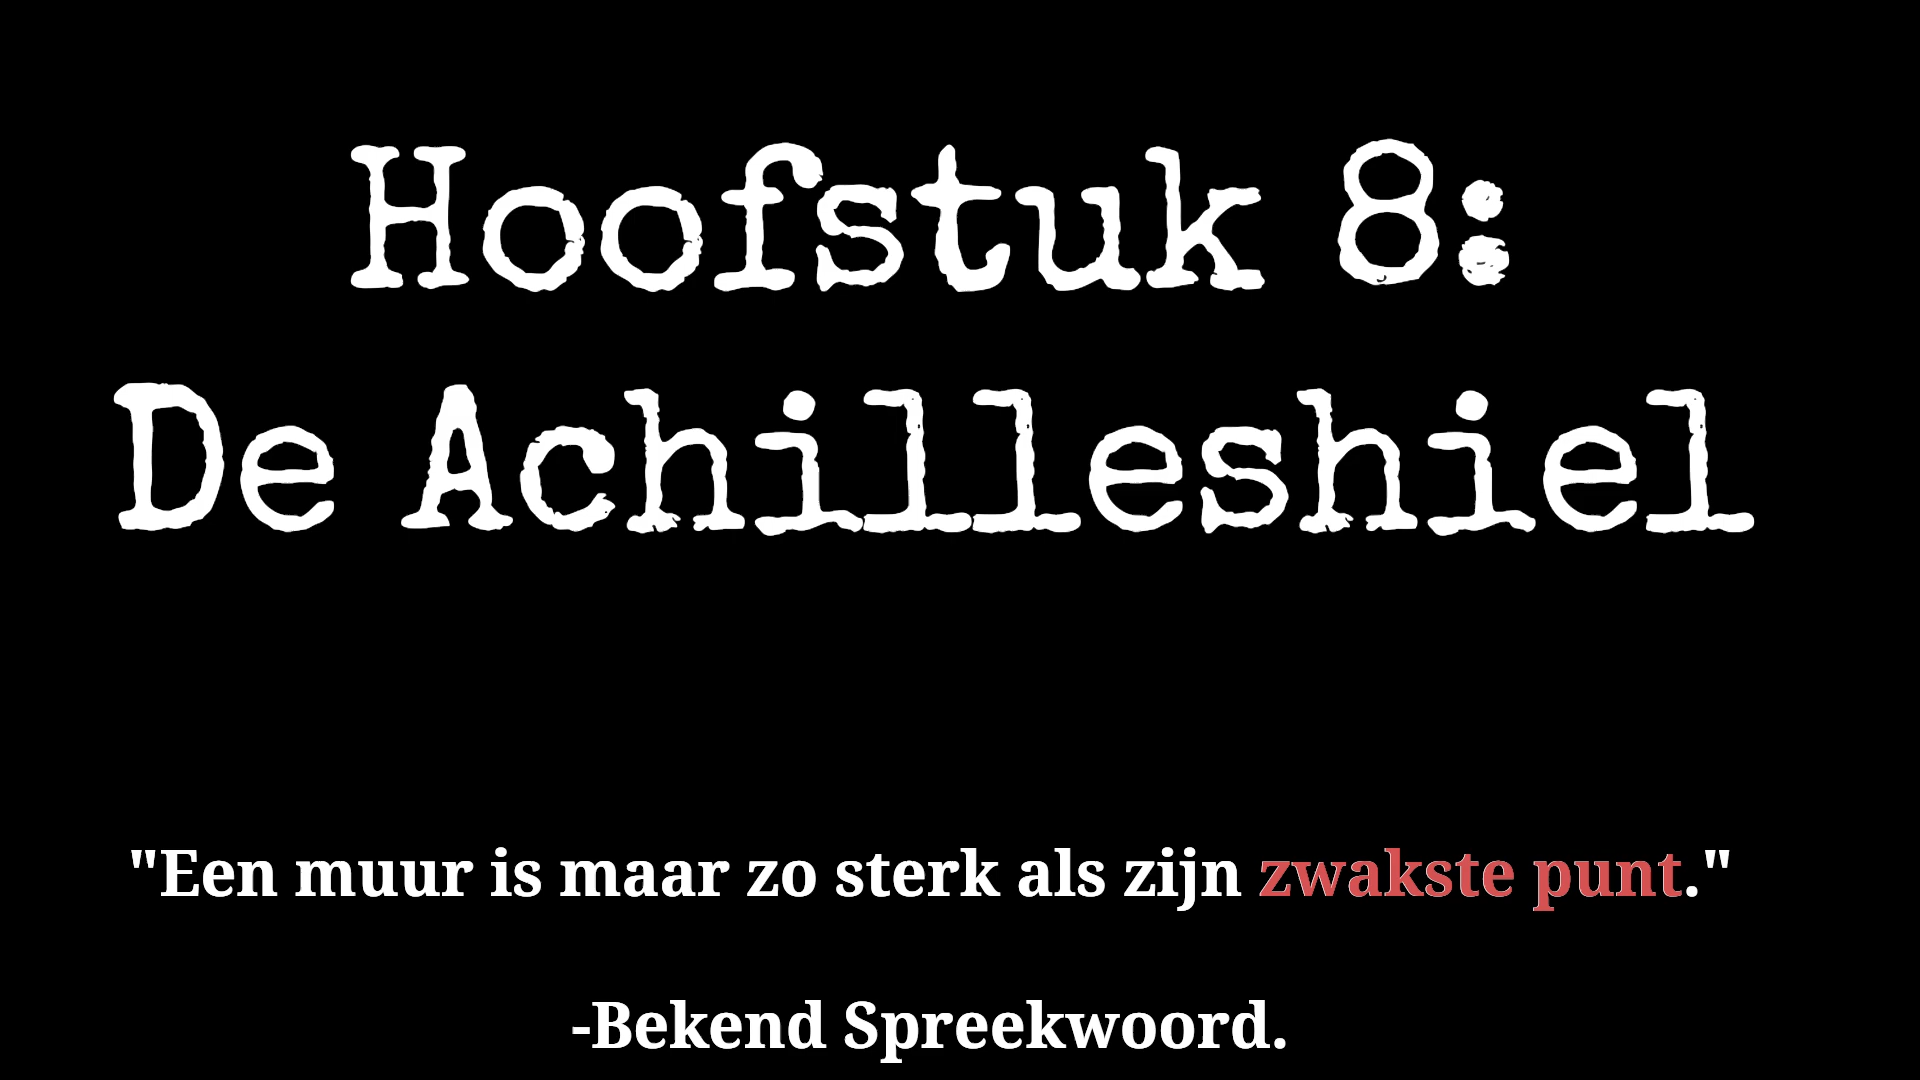 Hoofstuk 8:
De Achilleshiel
"Een muur is maar zo sterk als zijn zwakste punt."
-Bekend Spreekwoord.